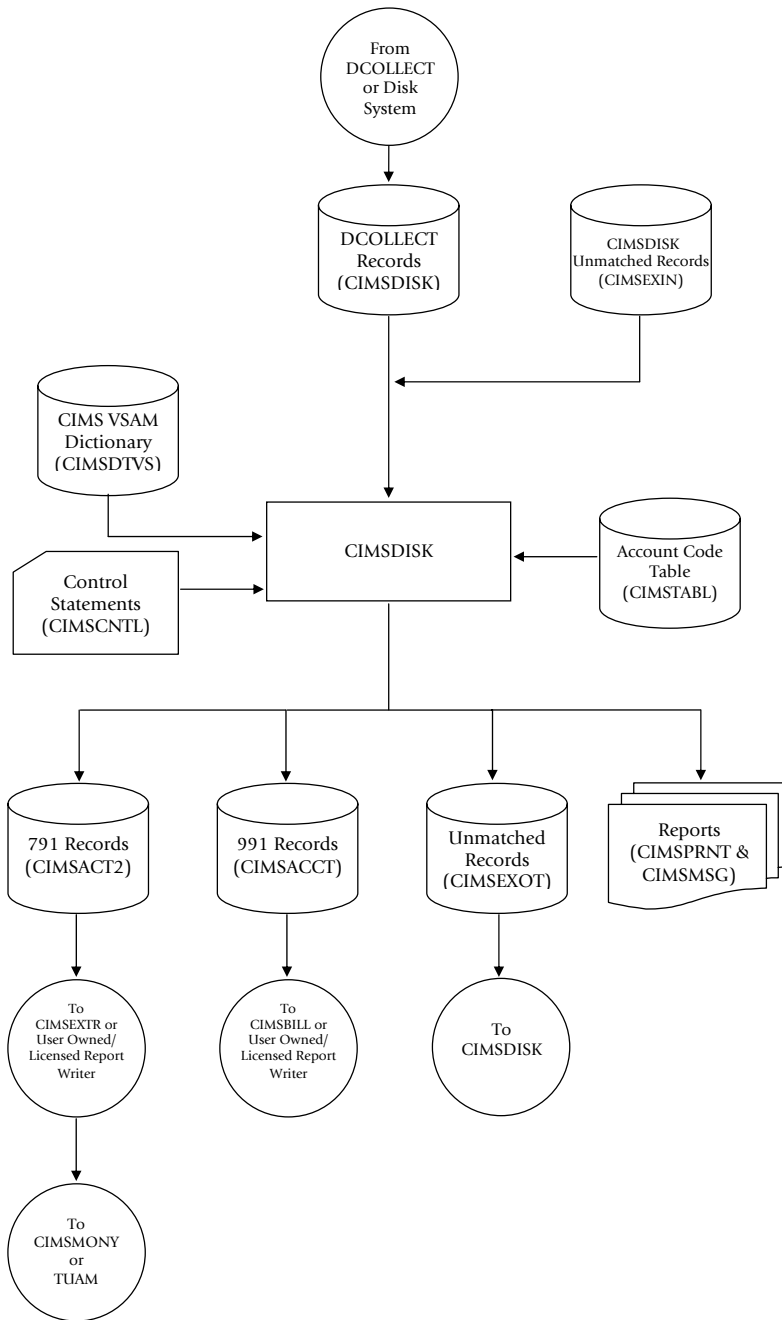 From
DCOLLECT
or Disk
System
DCOLLECT
Records
(CIMSDISK)
CIMSDISK
Unmatched Records
(CIMSEXIN)
CIMS VSAM
Dictionary
(CIMSDTVS)
CIMSDISK
Account Code
Table
(CIMSTABL)
Control
Statements
(CIMSCNTL)
791 Records
(CIMSACT2)
991 Records
(CIMSACCT)
Unmatched
Records
(CIMSEXOT)
Reports
(CIMSPRNT &
CIMSMSG)
To
CIMSEXTR or
User Owned/
Licensed Report
Writer
To
CIMSBILL or
User Owned/
Licensed Report
Writer
To
CIMSDISK
To
CIMSMONY
or
TUAM